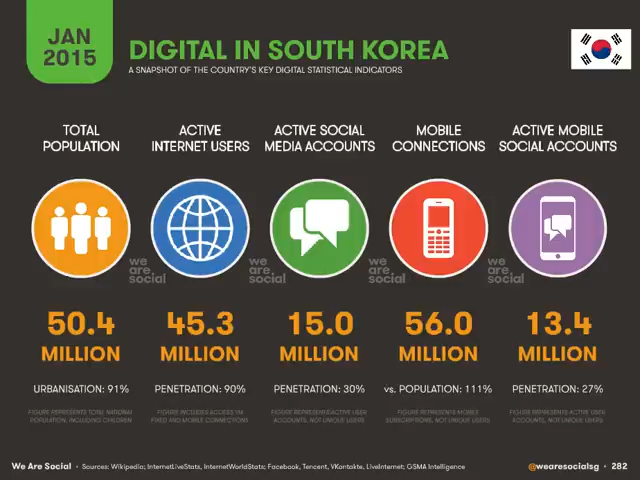 JAN
2015
DIGITAL IN SOUTH KOREA
A SNAPSHOT OF THE COUNTRY'S KEY DIGITAL STATISTICAL INDICATORS
TOTAL
POPULATION
ACTIVE
INTERNET USERS
ACTIVE SOCIAL
MEDIA ACCOUNTS
MOBILE
CONNECTIONS
ACTIVE MOBILE
SOCIAL ACCOUNTS
we
are
social
we
are
social
we
are
social
we
are
social
50.4
MILLION
45.3
MILLION
15.0
MILLION
56.0
MILLION
13.4
MILLION
URBANISATION: 91%
PENETRATION: 90%
PENETRATION: 30%
vs. POPULATION: 111%
PENETRATION: 27%
FIGURE REPRESENTS TOTAL NATIONAL
POPULATION, INCLUDING CHILDREN
FIGURE INCLUDES ACCESS VIA
FIXED AND MOBILE CONNECTIONS
FIGURE REPRESENTS ACTIVE USER
ACCOUNTS, NOT UNIQUE USERS
FIGURE REPRESENTS MOBILE
SUBSCRIPTIONS, NOT UNIQUE USERS
FIGURE REPRESENTS ACTIVE USER
ACCOUNTS, NOT UNIQUE USERS
We Are Social • Sources: Wikipedia; InternetLiveStats, InternetWorldStats; Facebook, Tencent, VKontakte, LiveInternet; GSMA Intelligence
@wearesocialsg • 282